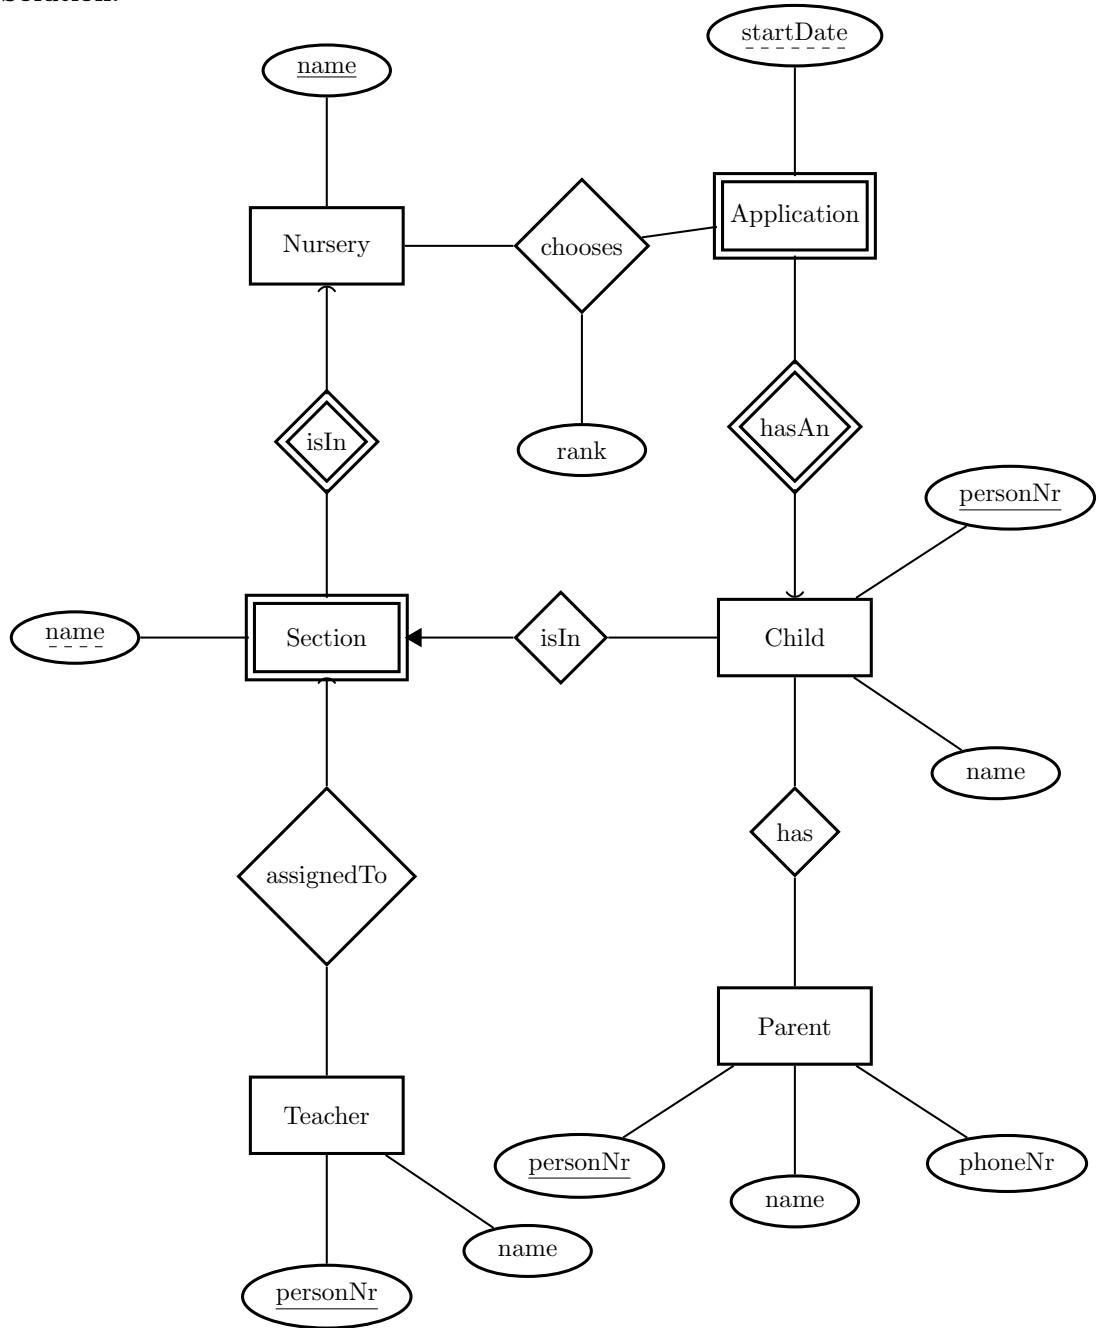 Solution:
startDate
name
Nursery
chooses
Application
isIn
rank
hasAn
personNr
name
Section
isIn
Child
name
has
assignedTo
Parent
Teacher
personNr
name
phoneNr
name
personNr